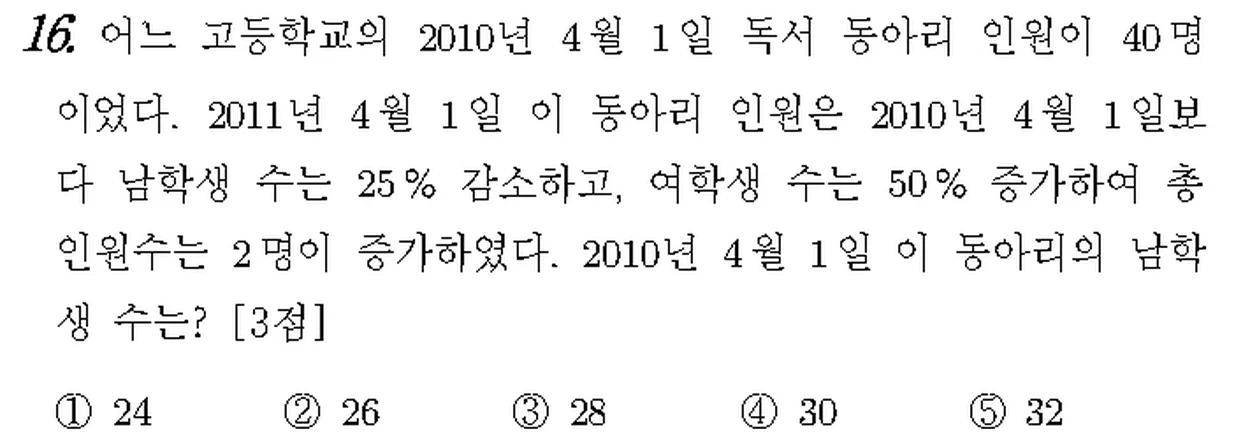 16. 어느 고등학교의 2010년 4월 1일 독서 동아리 인원이 40명
이었다. 2011년 4월 1일 이 동아리 인원은 2010년 4월 1일보
다 남학생 수는 25% 감소하고, 여학생 수는 50% 증가하여 총
인원수는 2명이 증가하였다. 2010년 4월 1일 이 동아리의 남학
생 수는? [3점]
① 24 ② 26 ③ 28 ④ 30 ⑤ 32